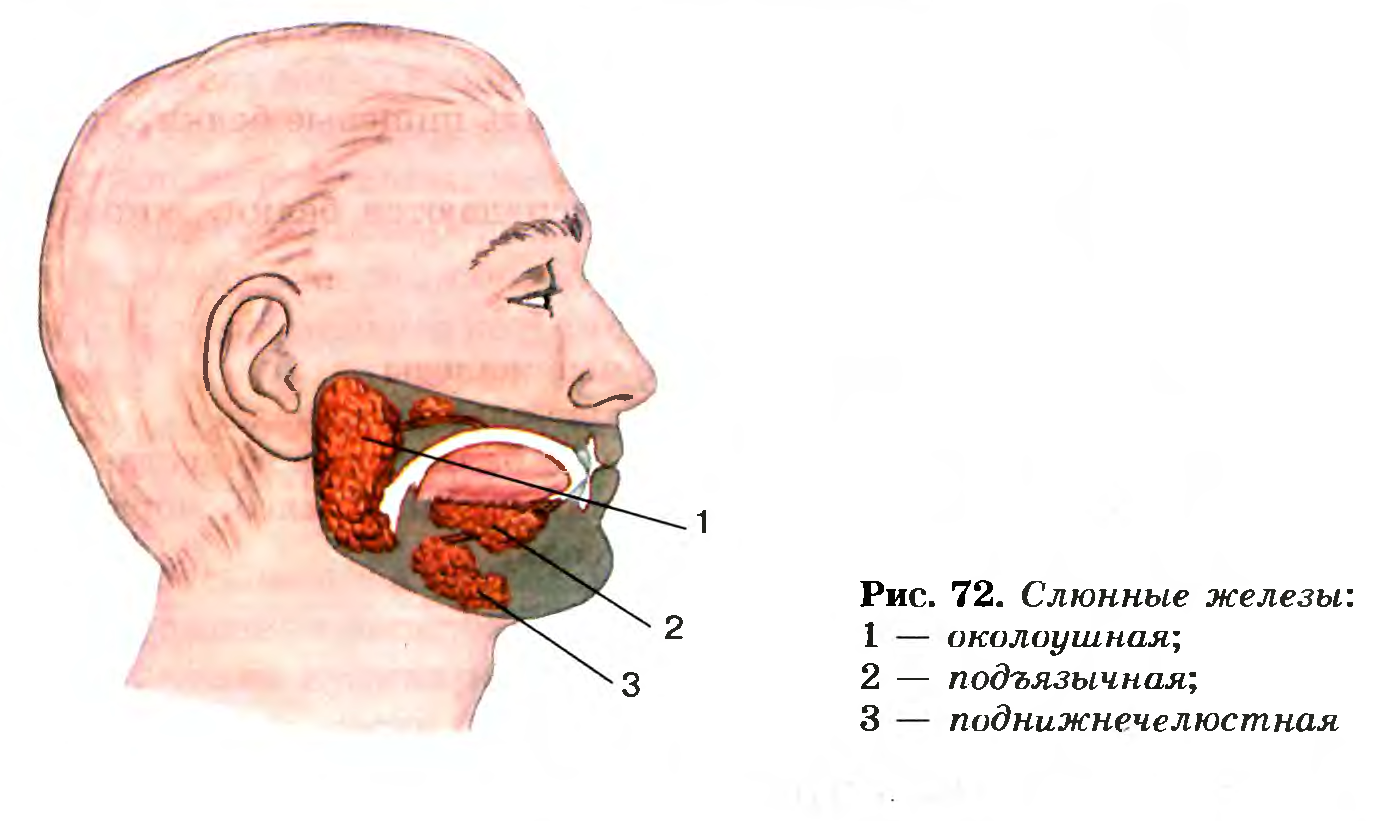 1
2
3
Рис. 72. Слюнные железы:
1 — околоушная;
2 — подъязычная;
3 — поднижнечелюстная